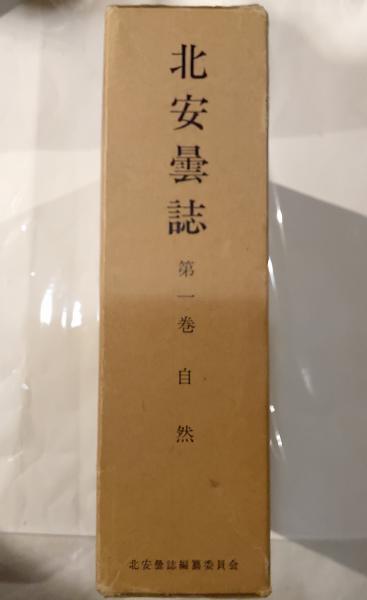 北安曇誌
第一巻 自然
北安曇誌編纂委員会